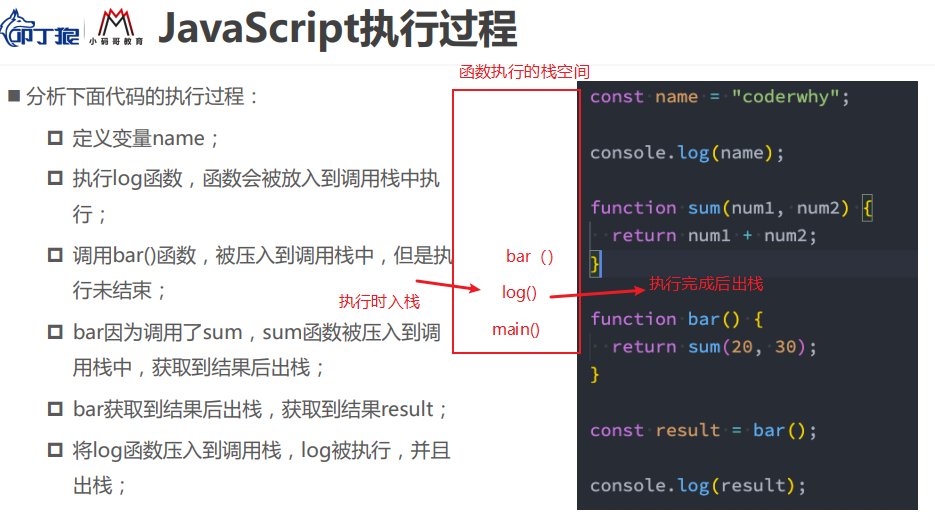 叩丁狼
小码哥教育
JavaScript执行过程
分析下面代码的执行过程：
定义变量name；
执行log函数，函数会被放入到调用栈中执
行；
调用bar()函数，被压入到调用栈中，但是执
行未结束；
bar因为调用了sum，sum函数被压入到调
用栈中，获取到结果后出栈；
bar获取到结果后出栈，获取到结果result；
将log函数压入到调用栈，log被执行，并且
出栈；
函数执行的栈空间
bar（）
log()
main()
执行时入栈
执行完成后出栈
const name = "coderwhy";
console.log(name);
function sum(num1, num2) {
return num1 + num2;
}
function bar() {
return sum(20, 30);
}
const result = bar();
console.log(result);